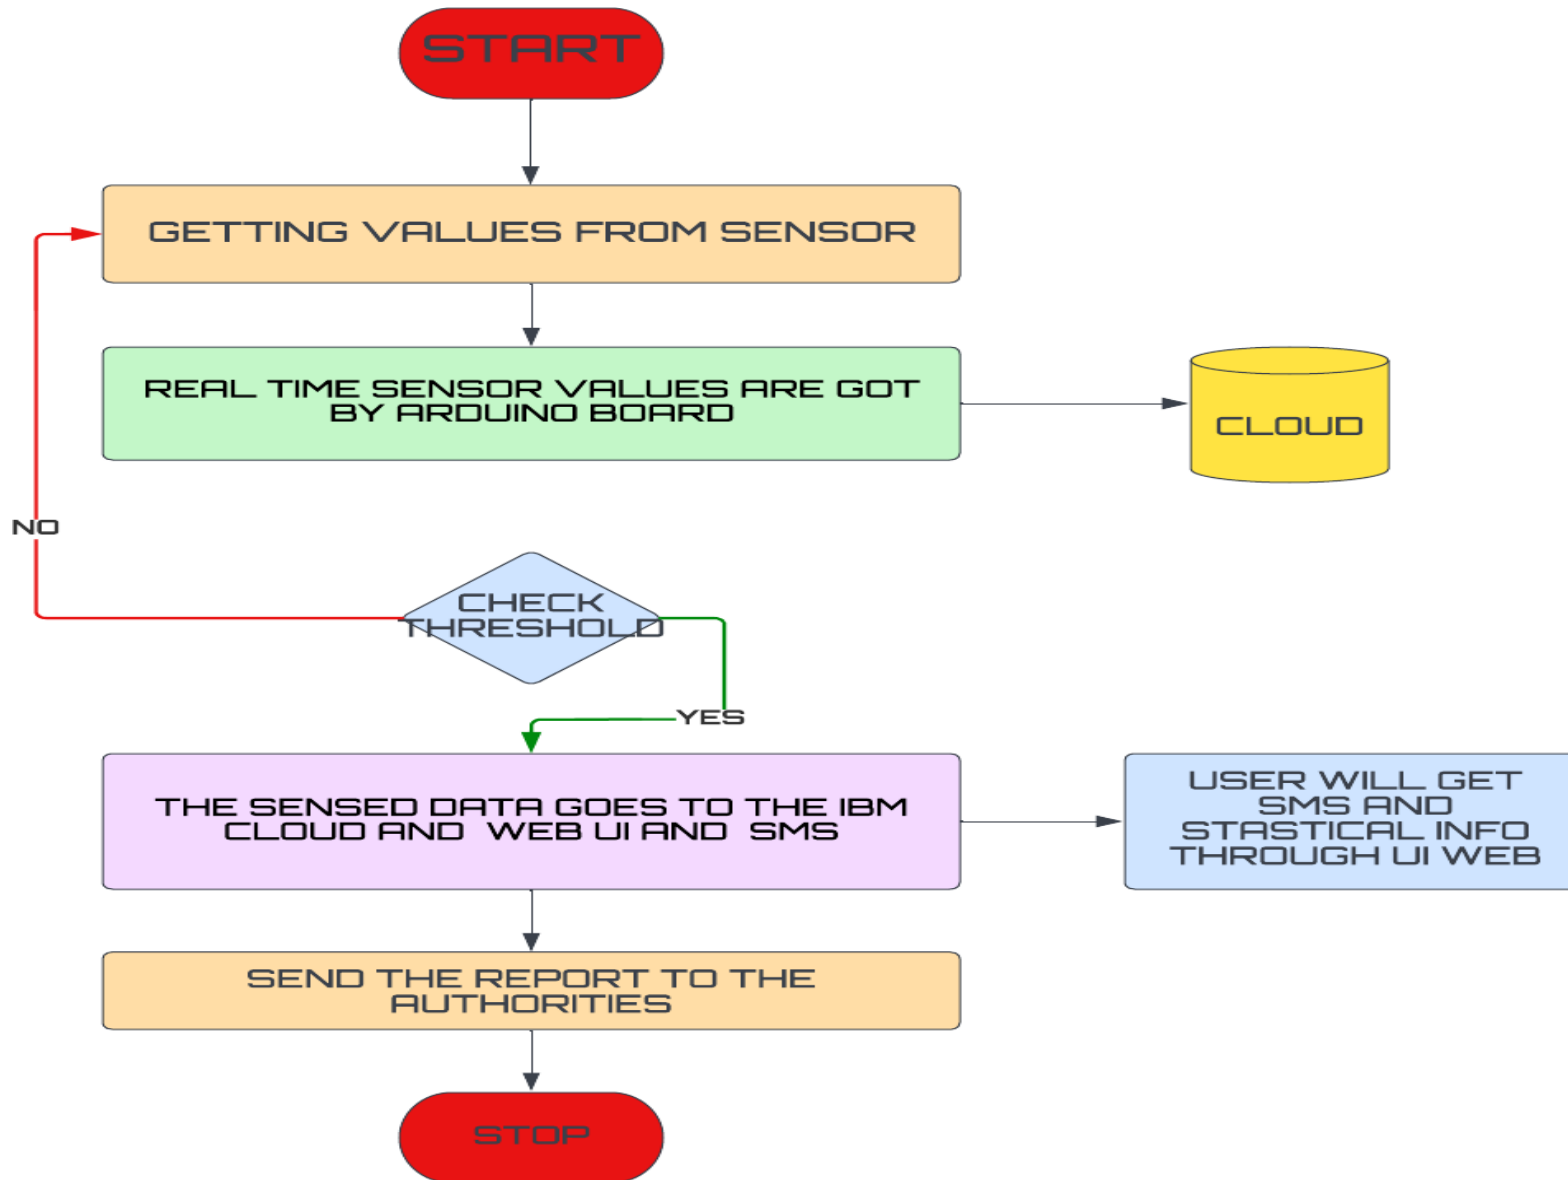 START
GETTING VALUES FROM SENSOR
REAL TIME SENSOR VALUES ARE GOT
BY ARDUINO BOARD
CLOUD
NO
CHECK
THRESHOLD
YES
THE SENSED DATA GOES TO THE IBM
CLOUD AND WEB UI AND SMS
USER WILL GET
SMS AND
STASTICAL INFO
THROUGH UI WEB
SEND THE REPORT TO THE
AUTHORITIES
STOP